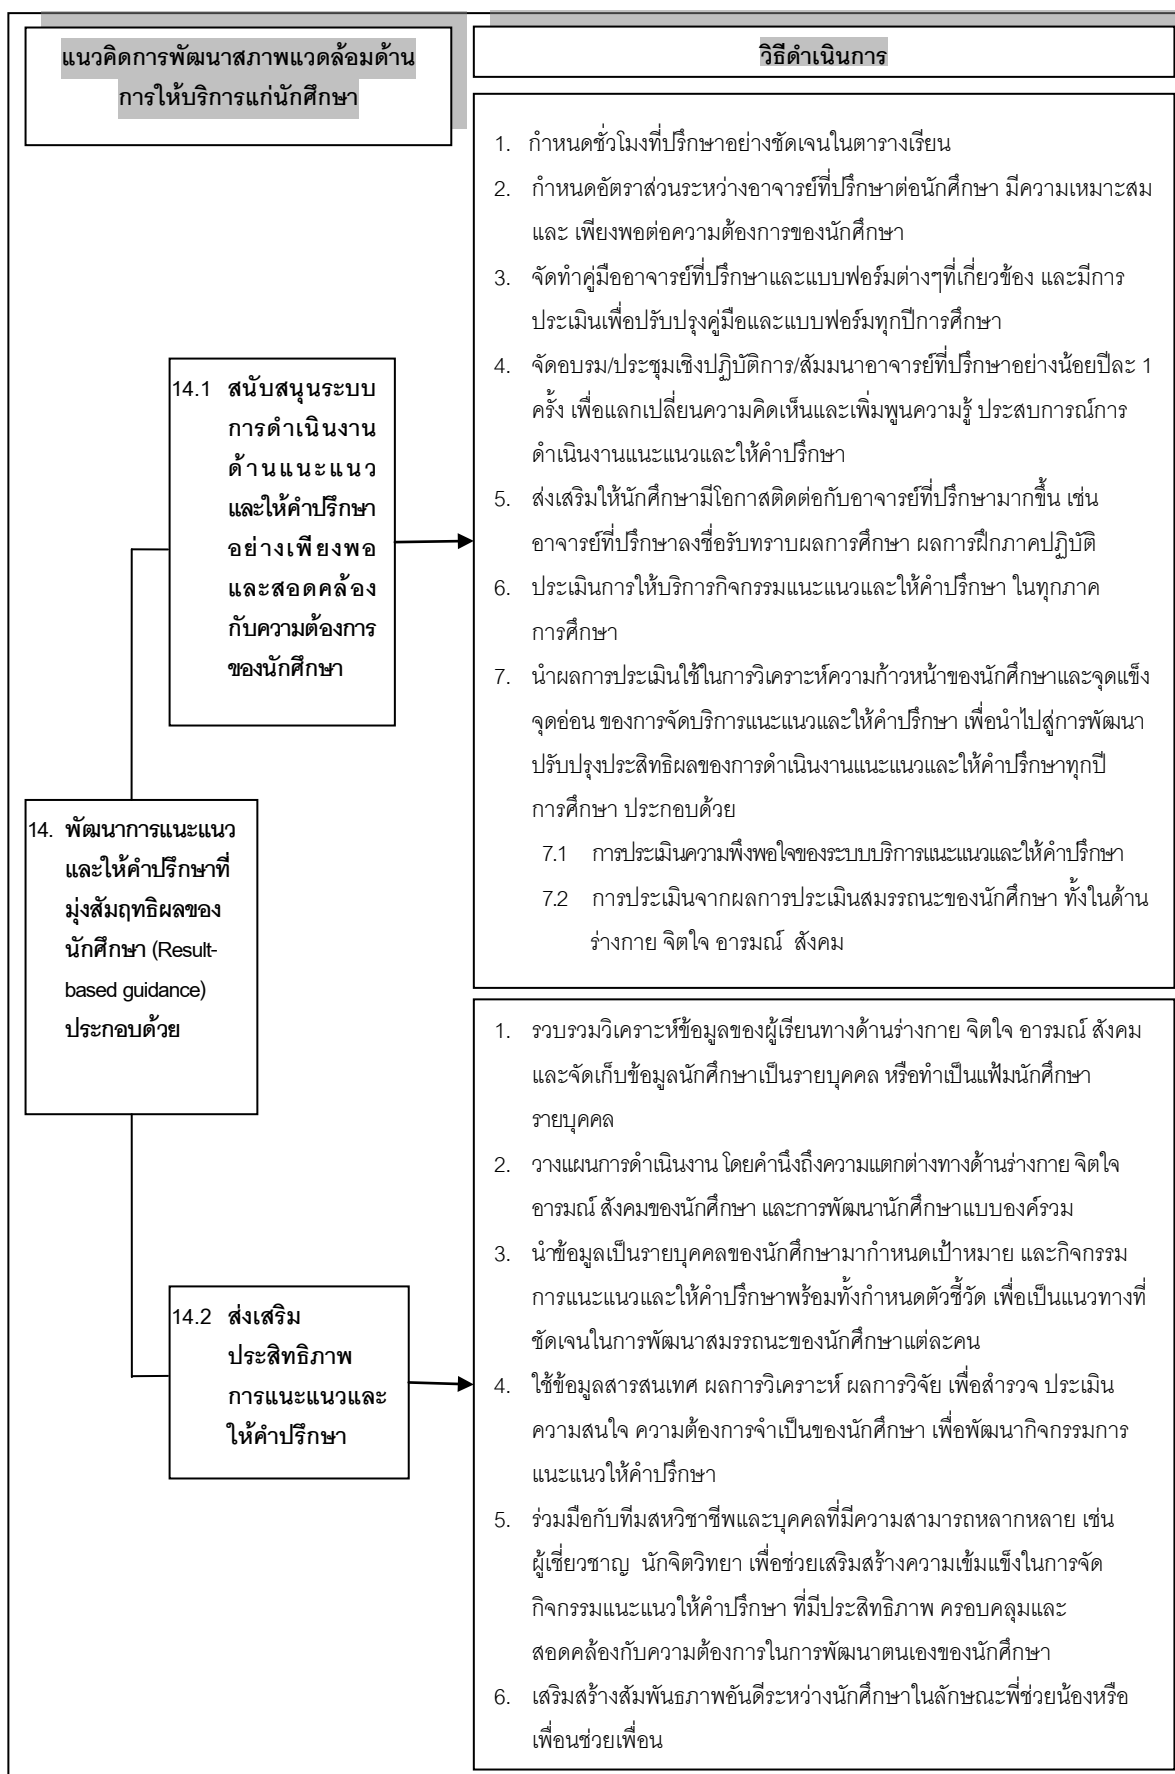 แนวคิดการพัฒนาสภาพแวดล้อมด้าน
การให้บริการแก่นักศึกษา
วิธีดำเนินการ
14. พัฒนาการแนะแนว
และให้คำปรึกษาที่
มุ่งสัมฤทธิผลของ
นักศึกษา (Result-
based guidance)
ประกอบด้วย
14.1 สนับสนุนระบบ
การดำเนินงาน
ด้านแนะแนว
และให้คำปรึกษา
อย่างเพียงพอ
และสอดคล้อง
กับความต้องการ
ของนักศึกษา
1. กำหนดชั่วโมงที่ปรึกษาอย่างชัดเจนในตารางเรียน
2. กำหนดอัตราส่วนระหว่างอาจารย์ที่ปรึกษาต่อนักศึกษา มีความเหมาะสม
และ เพียงพอต่อความต้องการของนักศึกษา
3. จัดทำคู่มืออาจารย์ที่ปรึกษาและแบบฟอร์มต่างๆที่เกี่ยวข้อง และมีการ
ประเมินเพื่อปรับปรุงคู่มือและแบบฟอร์มทุกปีการศึกษา
4. จัดอบรม/ประชุมเชิงปฏิบัติการ/สัมมนาอาจารย์ที่ปรึกษาอย่างน้อยปีละ 1
ครั้ง เพื่อแลกเปลี่ยนความคิดเห็นและเพิ่มพูนความรู้ ประสบการณ์การ
ดำเนินงานแนะแนวและให้คำปรึกษา
5. ส่งเสริมให้นักศึกษามีโอกาสติดต่อกับอาจารย์ที่ปรึกษามากขึ้น เช่น
อาจารย์ที่ปรึกษาลงชื่อรับทราบผลการศึกษา ผลการฝึกภาคปฏิบัติ
6. ประเมินการให้บริการกิจกรรมแนะแนวและให้คำปรึกษา ในทุกภาค
การศึกษา
7. นำผลการประเมินใช้ในการวิเคราะห์ความก้าวหน้าของนักศึกษาและจุดแข็ง
จุดอ่อน ของการจัดบริการแนะแนวและให้คำปรึกษา เพื่อนำไปสู่การพัฒนา
ปรับปรุงประสิทธิผลของการดำเนินงานแนะแนวและให้คำปรึกษาทุกปี
การศึกษา ประกอบด้วย
7.1 การประเมินความพึงพอใจของระบบบริการแนะแนวและให้คำปรึกษา
7.2 การประเมินจากผลการประเมินสมรรถนะของนักศึกษา ทั้งในด้าน
ร่างกาย จิตใจ อารมณ์ สังคม
14.2 ส่งเสริม
ประสิทธิภาพ
การแนะแนวและ
ให้คำปรึกษา
1. รวบรวมวิเคราะห์ข้อมูลของผู้เรียนทางด้านร่างกาย จิตใจ อารมณ์ สังคม
และจัดเก็บข้อมูลนักศึกษาเป็นรายบุคคล หรือทำเป็นแฟ้มนักศึกษา
รายบุคคล
2. วางแผนการดำเนินงาน โดยคำนึงถึงความแตกต่างทางด้านร่างกาย จิตใจ
อารมณ์ สังคมของนักศึกษา และการพัฒนานักศึกษาแบบองค์รวม
3. นำข้อมูลเป็นรายบุคคลของนักศึกษามากำหนดเป้าหมาย และกิจกรรม
การแนะแนวและให้คำปรึกษาพร้อมทั้งกำหนดตัวชี้วัด เพื่อเป็นแนวทางที่
ชัดเจนในการพัฒนาสมรรถนะของนักศึกษาแต่ละคน
4. ใช้ข้อมูลสารสนเทศ ผลการวิเคราะห์ ผลการวิจัย เพื่อสำรวจ ประเมิน
ความสนใจ ความต้องการจำเป็นของนักศึกษา เพื่อพัฒนากิจกรรมการ
แนะแนวให้คำปรึกษา
5. ร่วมมือกับทีมสหวิชาชีพและบุคคลที่มีความสามารถหลากหลาย เช่น
ผู้เชี่ยวชาญ นักจิตวิทยา เพื่อช่วยเสริมสร้างความเข้มแข็งในการจัด
กิจกรรมแนะแนวให้คำปรึกษา ที่มีประสิทธิภาพ ครอบคลุมและ
สอดคล้องกับความต้องการในการพัฒนาตนเองของนักศึกษา
6. เสริมสร้างสัมพันธภาพอันดีระหว่างนักศึกษาในลักษณะพี่ช่วยน้องหรือ
เพื่อนช่วยเพื่อน